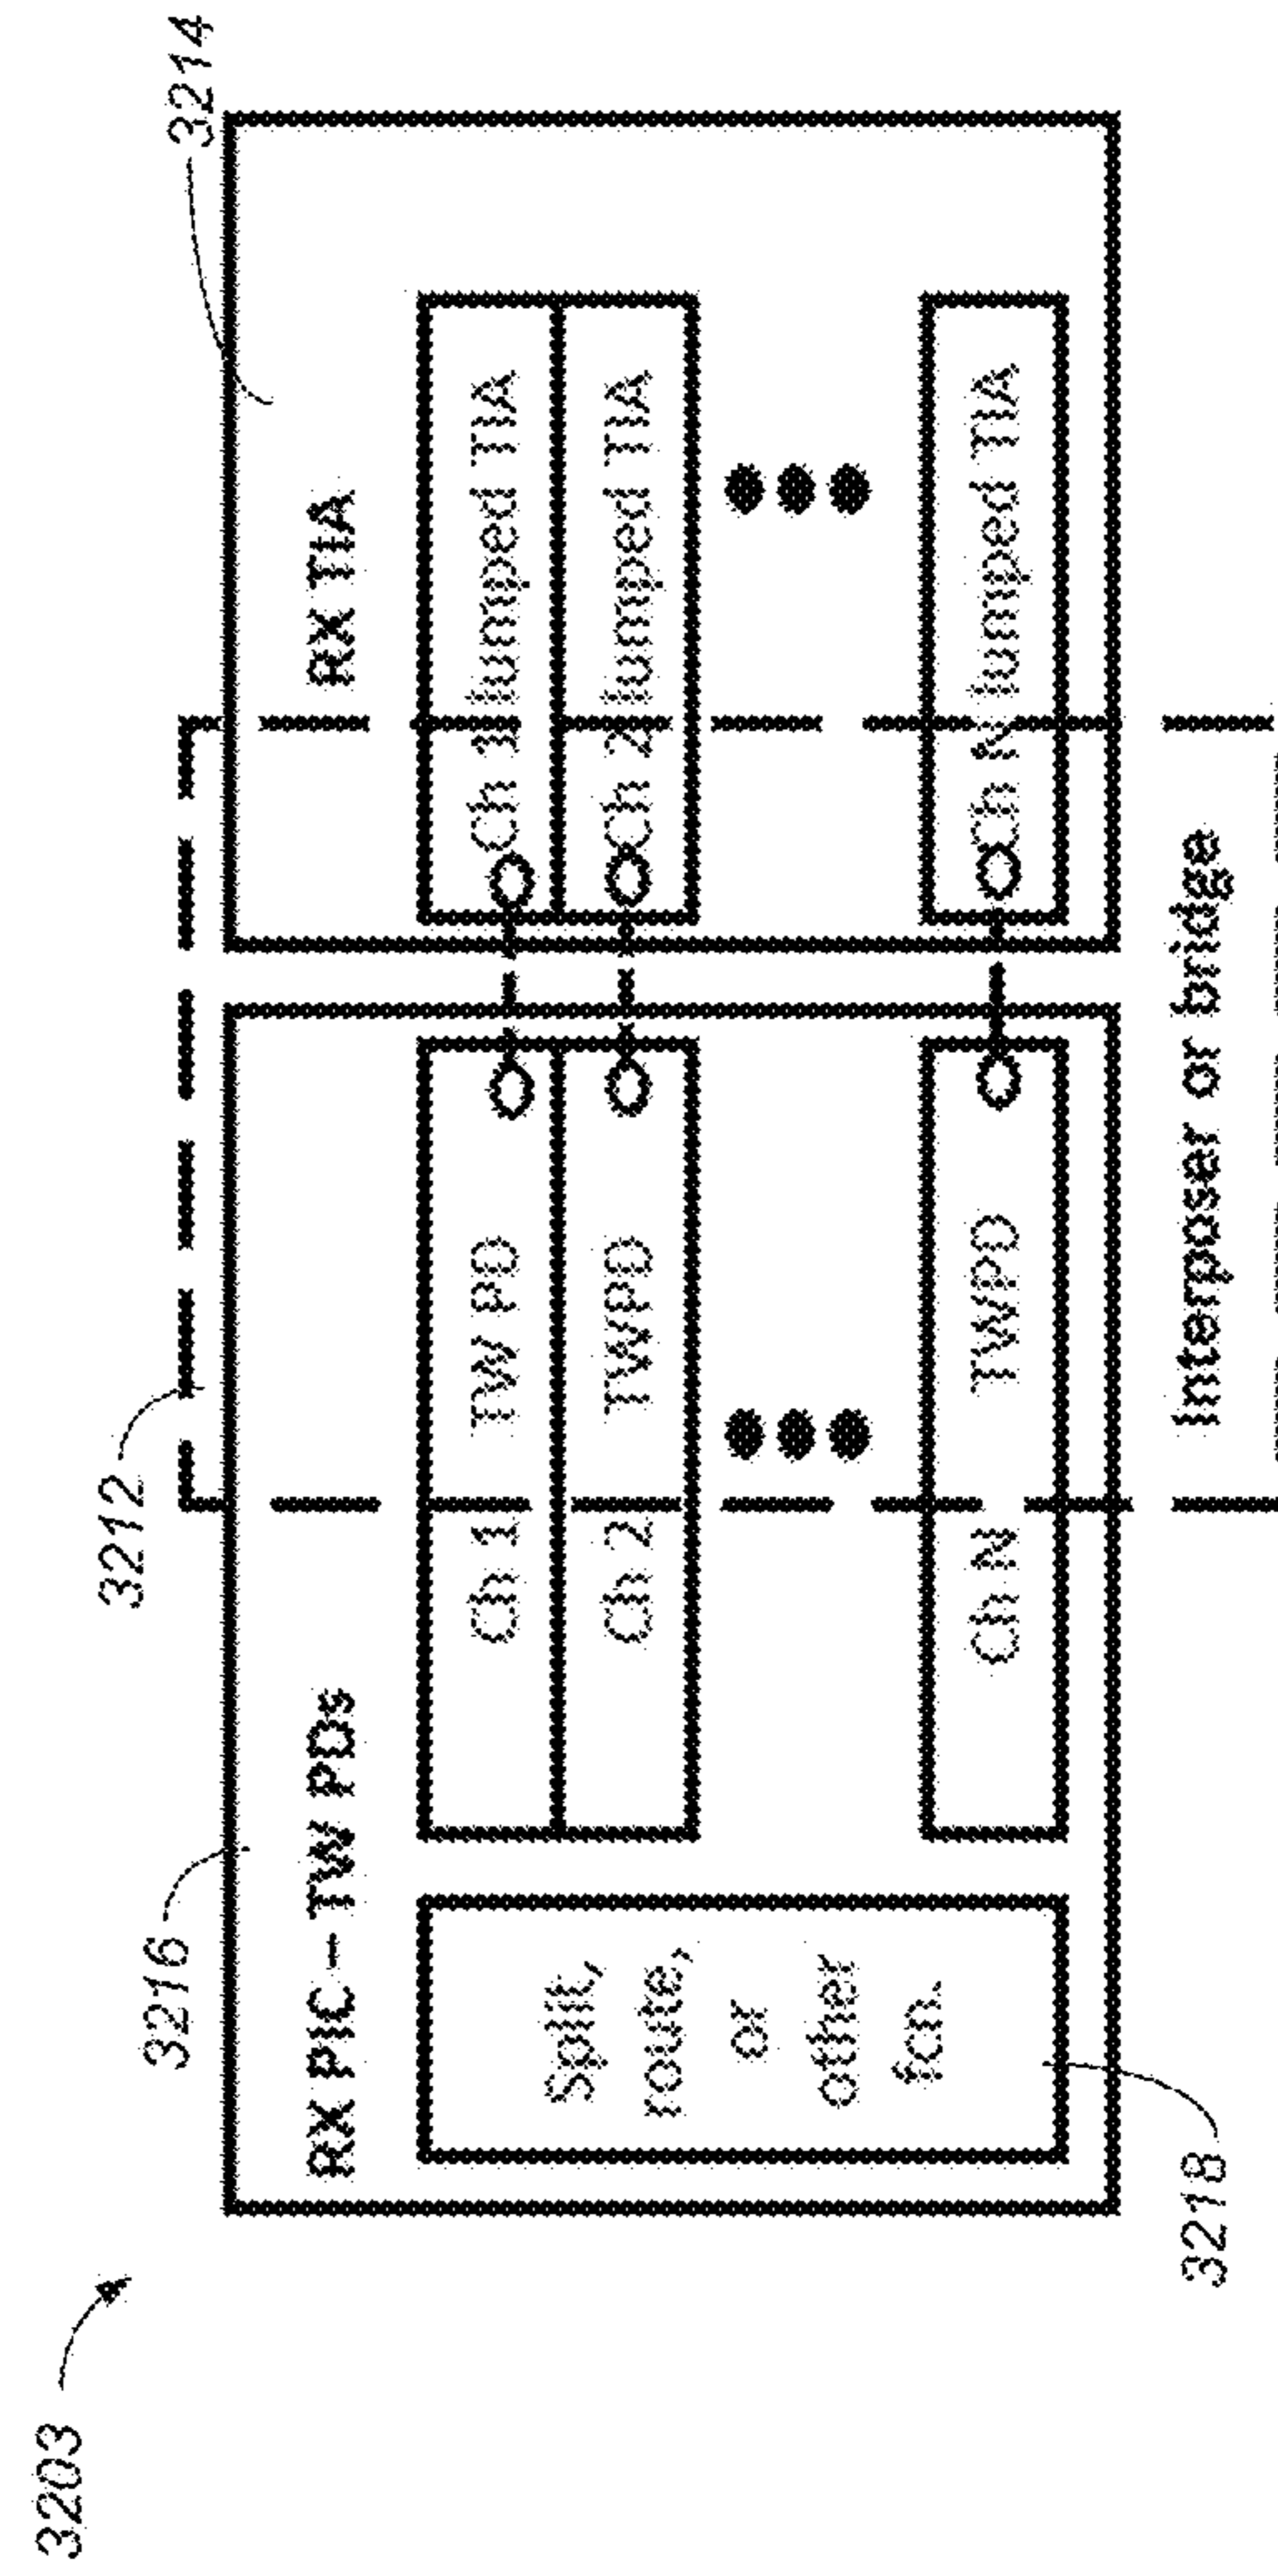 3203
3212
3216
3214
RX PIC – TW PDs
RX TIA
Split,
route,
or
other
fcn.
Ch 1 TW PD
Ch 2 TWPD
Ch N TWPD
Ch 1 lumped TIA
Ch 2 lumped TIA
Ch N lumped TIA
Interposer or bridge
3218